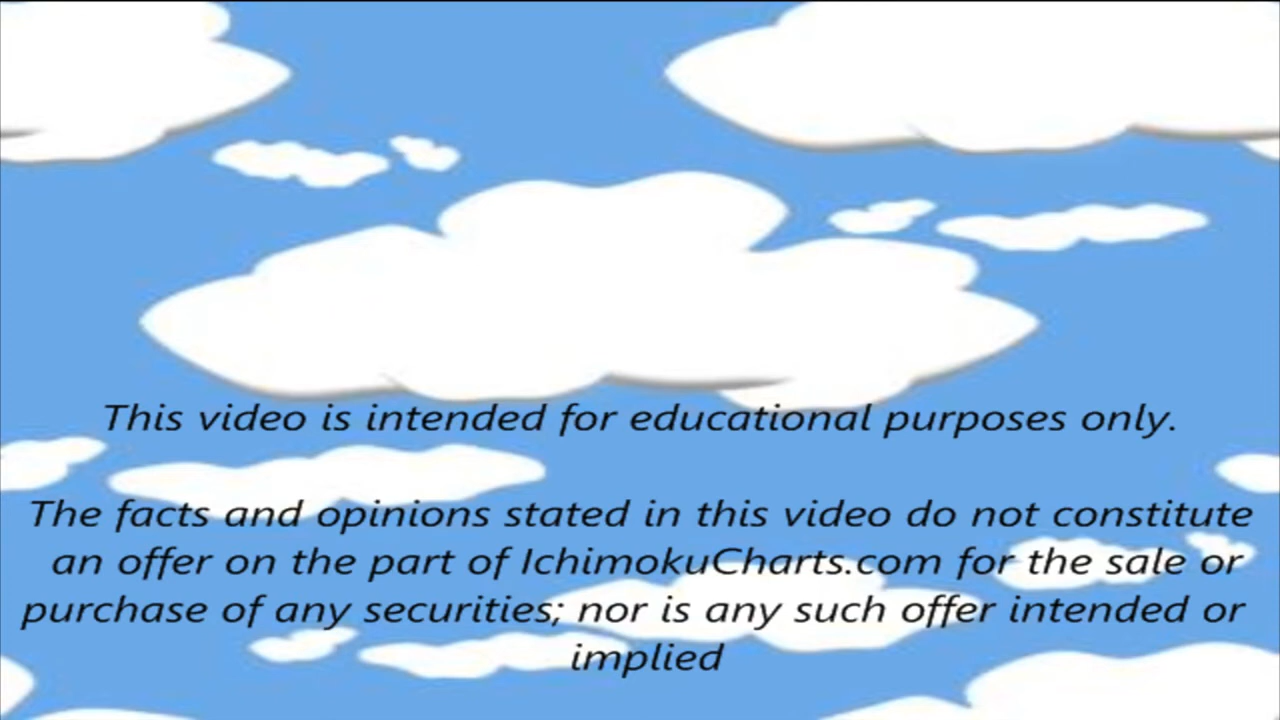 This video is intended for educational purposes only.
The facts and opinions stated in this video do not constitute
an offer on the part of IchimokuCharts.com for the sale or
purchase of any securities; nor is any such offer intended or
implied